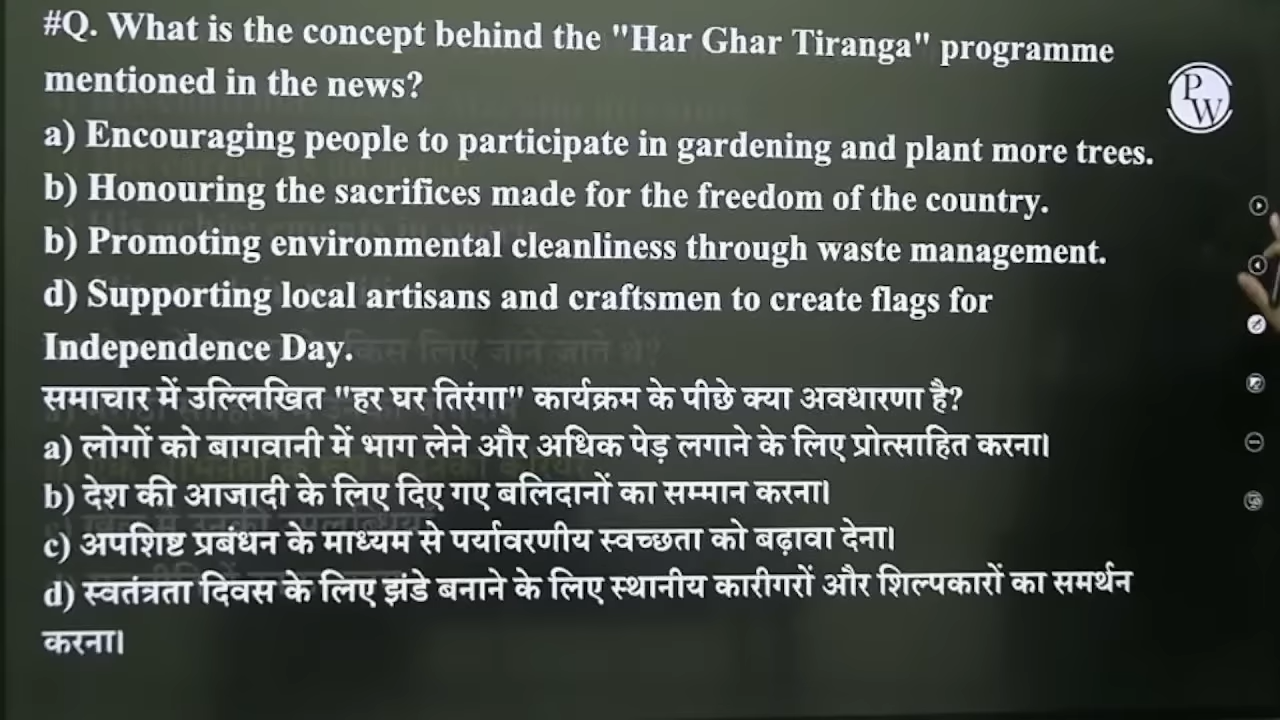 #Q. What is the concept behind the "Har Ghar Tiranga" programme
mentioned in the news?
PW
a) Encouraging people to participate in gardening and plant more trees.
b) Honouring the sacrifices made for the freedom of the country.
b) Promoting environmental cleanliness through waste management.
d) Supporting local artisans and craftsmen to create flags for
Independence Day.
समाचार में उल्लिखित "हर घर तिरंगा" कार्यक्रम के पीछे क्या अवधारणा है?
a) लोगों को बागवानी में भाग लेने और अधिक पेड़ लगाने के लिए प्रोत्साहित करना।
b) देश की आजादी के लिए दिए गए बलिदानों का सम्मान करना।
c) अपशिष्ट प्रबंधन के माध्यम से पर्यावरणीय स्वच्छता को बढ़ावा देना।
d) स्वतंत्रता दिवस के लिए झंडे बनाने के लिए स्थानीय कारीगरों और शिल्पकारों का समर्थन
करना।